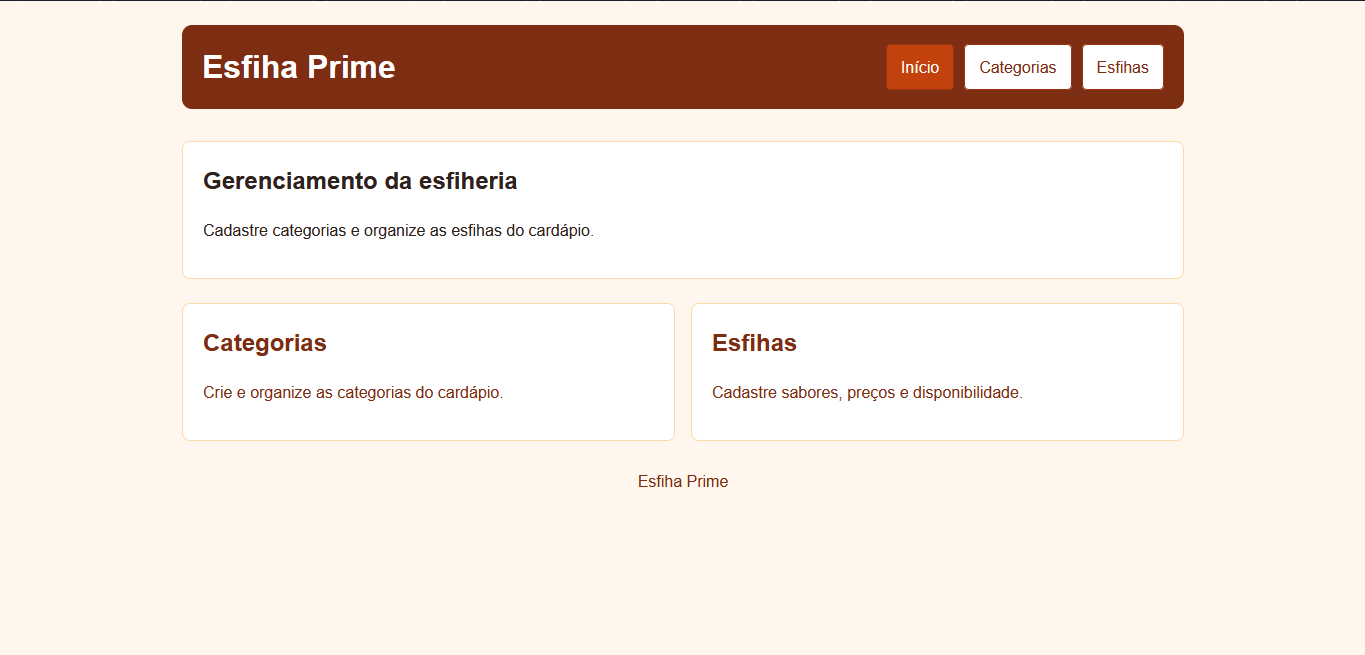 Esfiha Prime
Início
Categorias
Esfihas
Gerenciamento da esfiheria
Cadastre categorias e organize as esfihas do cardápio.
Categorias
Crie e organize as categorias do cardápio.
Esfihas
Cadastre sabores, preços e disponibilidade.
Esfiha Prime